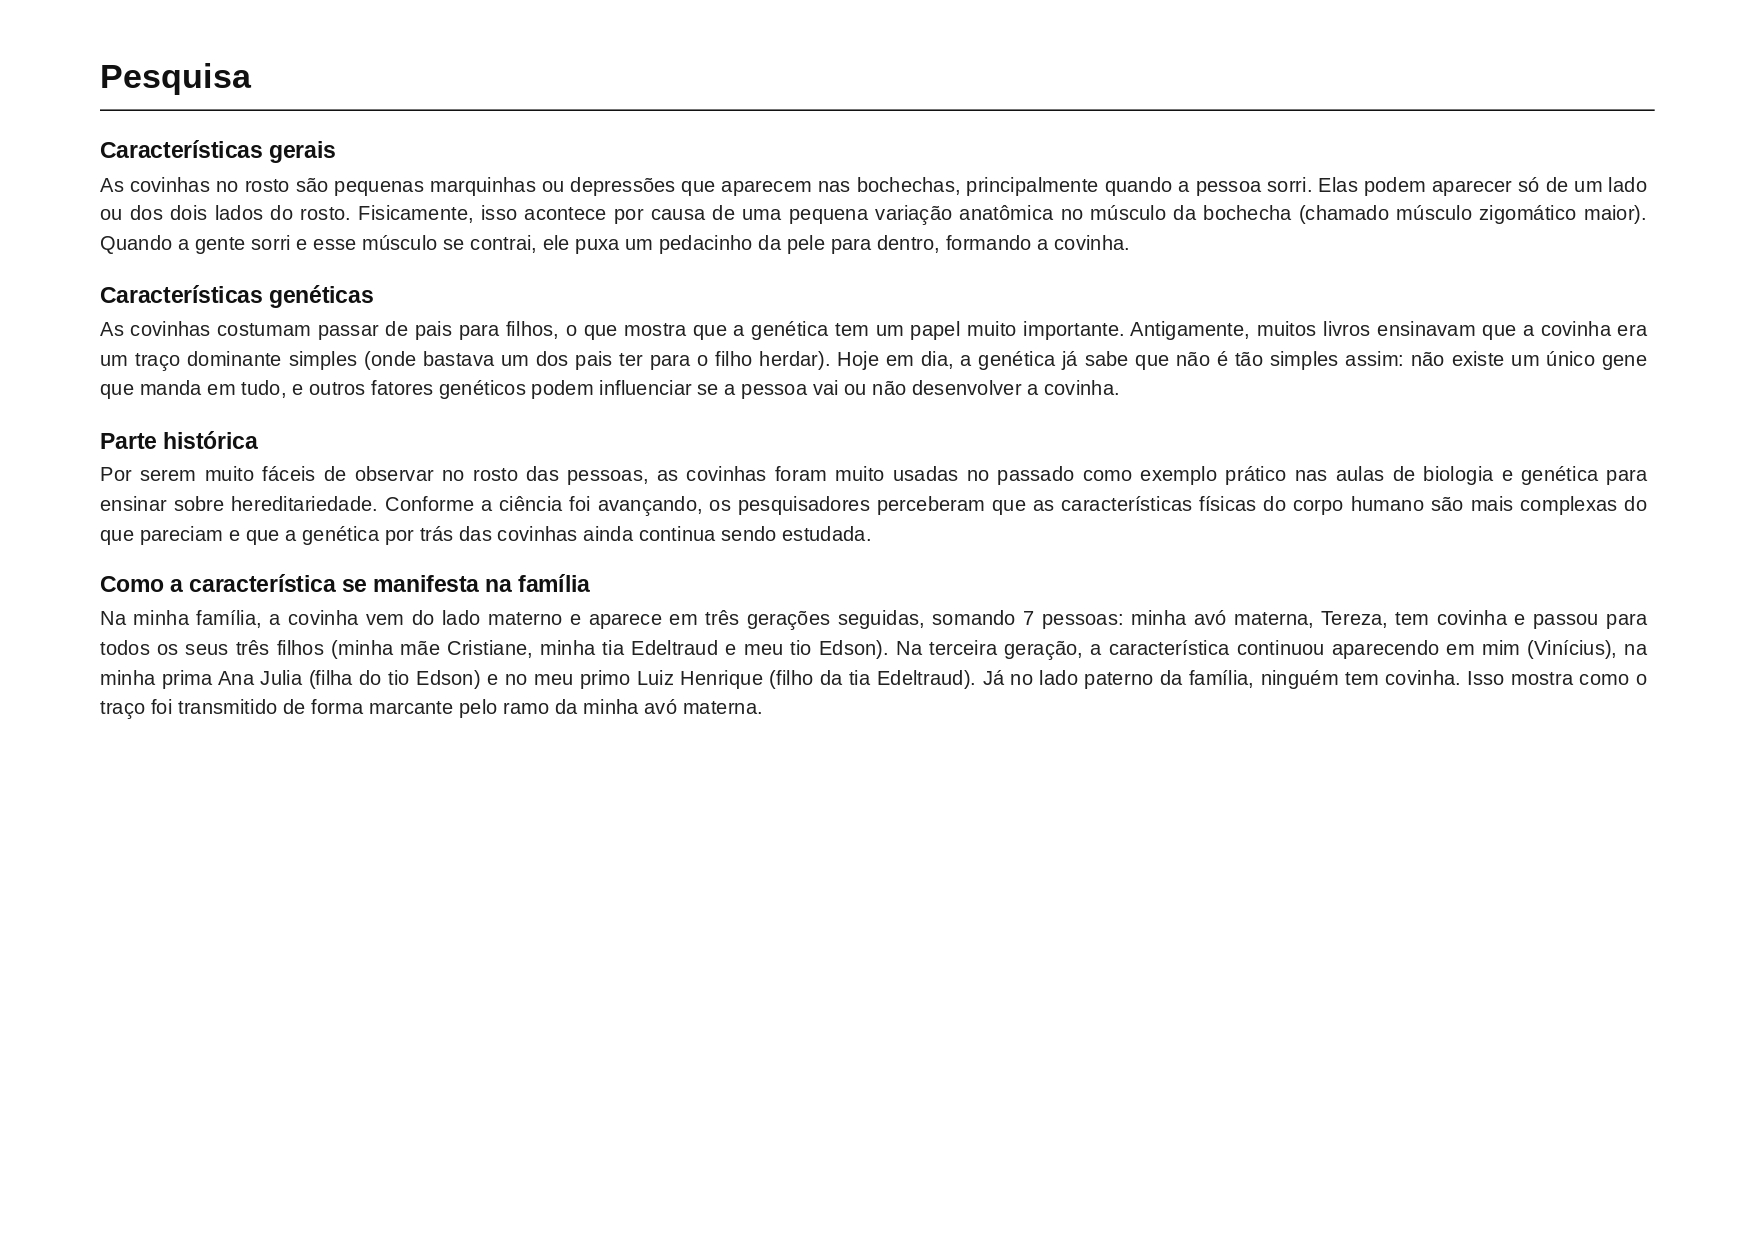 Pesquisa
Características gerais
As covinhas no rosto são pequenas marquinhas ou depressões que aparecem nas bochechas, principalmente quando a pessoa sorri. Elas podem aparecer só de um lado
ou dos dois lados do rosto. Fisicamente, isso acontece por causa de uma pequena variação anatômica no músculo da bochecha (chamado músculo zigomático maior).
Quando a gente sorri e esse músculo se contrai, ele puxa um pedacinho da pele para dentro, formando a covinha.
Características genéticas
As covinhas costumam passar de pais para filhos, o que mostra que a genética tem um papel muito importante. Antigamente, muitos livros ensinavam que a covinha era
um traço dominante simples (onde bastava um dos pais ter para o filho herdar). Hoje em dia, a genética já sabe que não é tão simples assim: não existe um único gene
que manda em tudo, e outros fatores genéticos podem influenciar se a pessoa vai ou não desenvolver a covinha.
Parte histórica
Por serem muito fáceis de observar no rosto das pessoas, as covinhas foram muito usadas no passado como exemplo prático nas aulas de biologia e genética para
ensinar sobre hereditariedade. Conforme a ciência foi avançando, os pesquisadores perceberam que as características físicas do corpo humano são mais complexas do
que pareciam e que a genética por trás das covinhas ainda continua sendo estudada.
Como a característica se manifesta na família
Na minha família, a covinha vem do lado materno e aparece em três gerações seguidas, somando 7 pessoas: minha avó materna, Tereza, tem covinha e passou para
todos os seus três filhos (minha mãe Cristiane, minha tia Edeltraud e meu tio Edson). Na terceira geração, a característica continuou aparecendo em mim (Vinícius), na
minha prima Ana Julia (filha do tio Edson) e no meu primo Luiz Henrique (filho da tia Edeltraud). Já no lado paterno da família, ninguém tem covinha. Isso mostra como o
traço foi transmitido de forma marcante pelo ramo da minha avó materna.